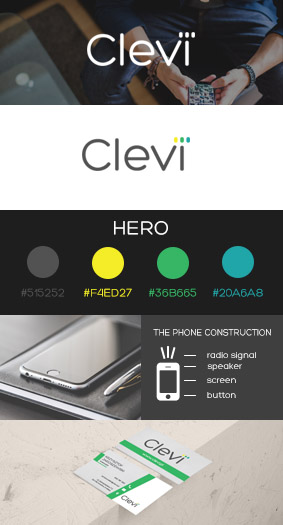 Clevi
Clevi
HERO
#515252 #F4ED27 #36B665 #20A6A8
THE PHONE CONSTRUCTION
radio signal
speaker
screen
button
Clevi
Clevi